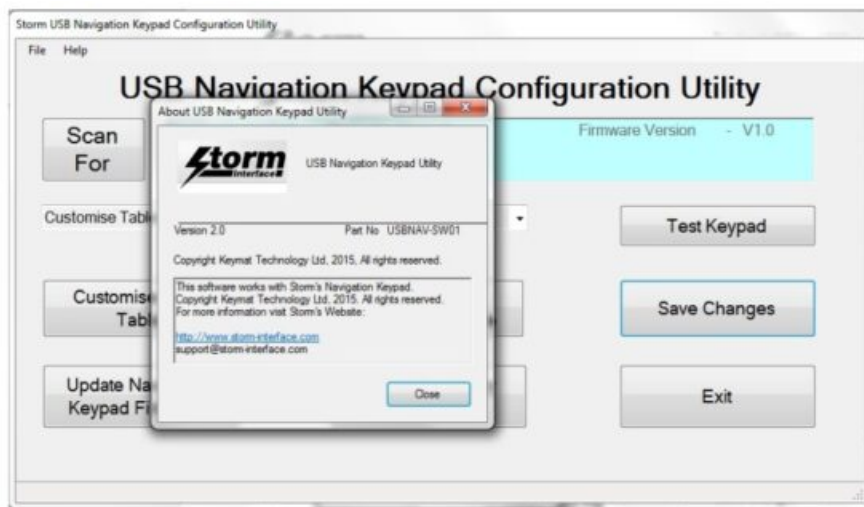 Storm USB Navigation Keypad Configuration Utility
File Help
USB Navigation Keypad Configuration Utility
About USB Navigation Keypad Utility
Scan
For
Firmware Version - V1.0
Storm
Interface
USB Navigation Keypad Utility
Customise
Version 2.0 Part No USBNAV-SW01
Test Keypad
Copyright Keymat Technology Ltd, 2015, All rights reserved.
This software works with Storm's Navigation Keypad.
Copyright Keymat Technology Ltd, 2015. All rights reserved.
For more information visit Storm's Website:
http://www.storm-interface.com
support@storm-interface.com
Customise
Save Changes
Close
Update
Keypad
Exit